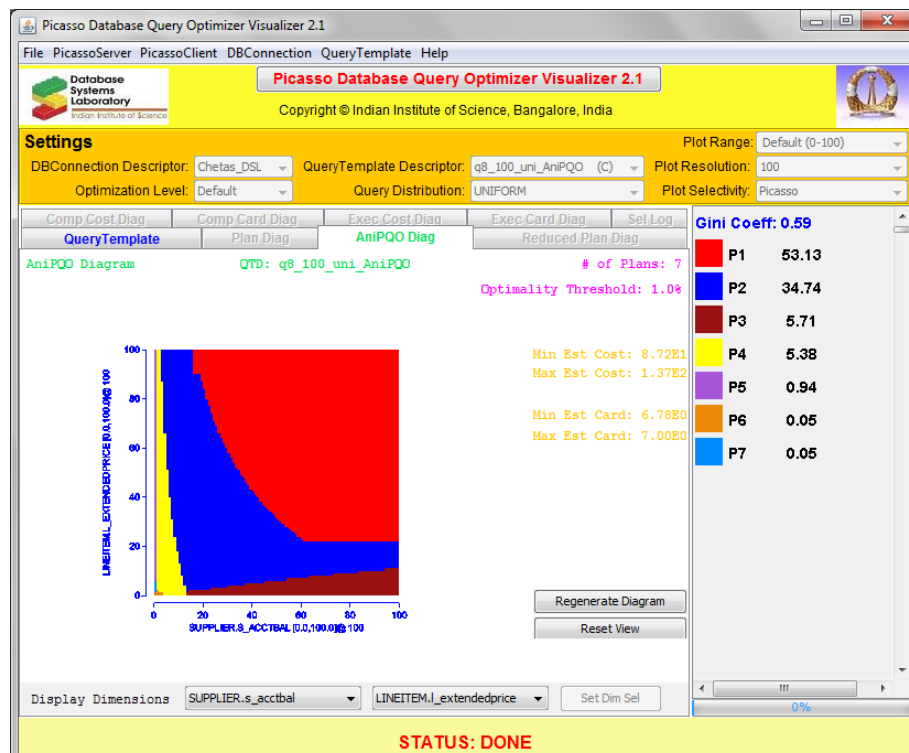 Picasso Database Query Optimizer Visualizer 2.1
File PicassoServer PicassoClient DBConnection QueryTemplate Help
Database
Systems
Laboratory
Indian Institute of Science
Picasso Database Query Optimizer Visualizer 2.1
Copyright © Indian Institute of Science, Bangalore, India
Settings
Plot Range: Default (0-100)
DBConnection Descriptor: Chetas_DSL QueryTemplate Descriptor: q8_100_uni_AniPQO (C) Plot Resolution: 100
Optimization Level: Default Query Distribution: UNIFORM Plot Selectivity: Picasso
Comp Cost Diag Comp Card Diag Exec Cost Diag Exec Card Diag Sel Log
QueryTemplate Plan Diag AniPQO Diag Reduced Plan Diag
AniPQO Diagram QTD: q8_100_uni_AniPQO # of Plans: 7
Optimality Threshold: 1.0%
Min Est Cost: 8.72E1
Max Est Cost: 1.37E2
Min Est Card: 6.78E0
Max Est Card: 7.00E0
100
80
60
40
20
0
LINEITEM.L_EXTENDEDPRICE [0.0,100.0]@ 100
0 20 40 60 80 100
SUPPLIER.S_ACCTBAL [0.0,100.0]@ 100
Regenerate Diagram
Reset View
Display Dimensions SUPPLIER.s_acctbal LINEITEM.l_extendedprice Set Dim Sel
Gini Coeff: 0.59
P1 53.13
P2 34.74
P3 5.71
P4 5.38
P5 0.94
P6 0.05
P7 0.05
0%
STATUS: DONE